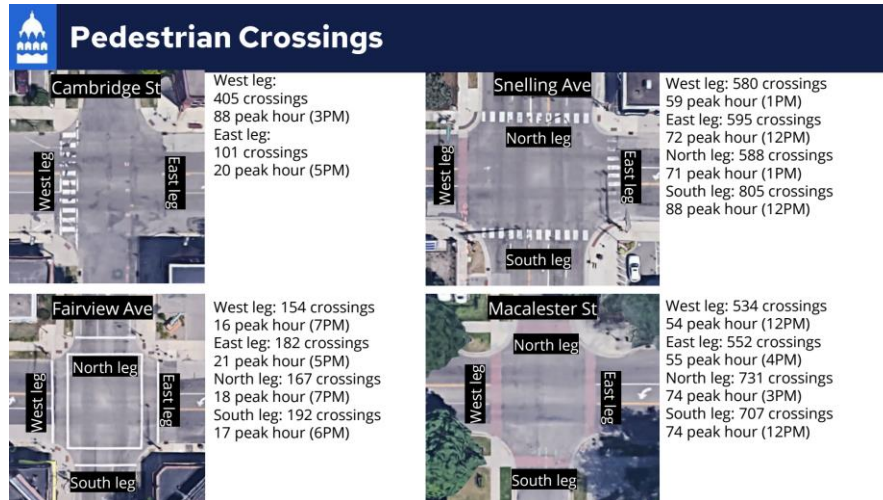 Pedestrian Crossings
Cambridge St
West leg
East leg
West leg:
405 crossings
88 peak hour (3PM)
East leg:
101 crossings
20 peak hour (5PM)
Snelling Ave
North leg
West leg
East leg
South leg
West leg: 580 crossings
59 peak hour (1PM)
East leg: 595 crossings
72 peak hour (12PM)
North leg: 588 crossings
71 peak hour (1PM)
South leg: 805 crossings
88 peak hour (12PM)
Fairview Ave
North leg
West leg
East leg
South leg
West leg: 154 crossings
16 peak hour (7PM)
East leg: 182 crossings
21 peak hour (5PM)
North leg: 167 crossings
18 peak hour (7PM)
South leg: 192 crossings
17 peak hour (6PM)
Macalester St
North leg
West leg
East leg
South leg
West leg: 534 crossings
54 peak hour (12PM)
East leg: 552 crossings
55 peak hour (4PM)
North leg: 731 crossings
74 peak hour (3PM)
South leg: 707 crossings
74 peak hour (12PM)